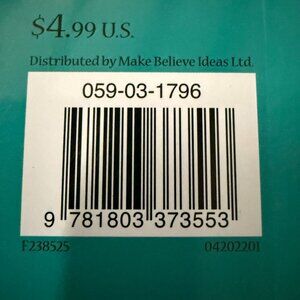 $4.99 U.S.
Distributed by Make Believe Ideas Ltd.
059-03-1796
9 781803 373553
F238525 04202201